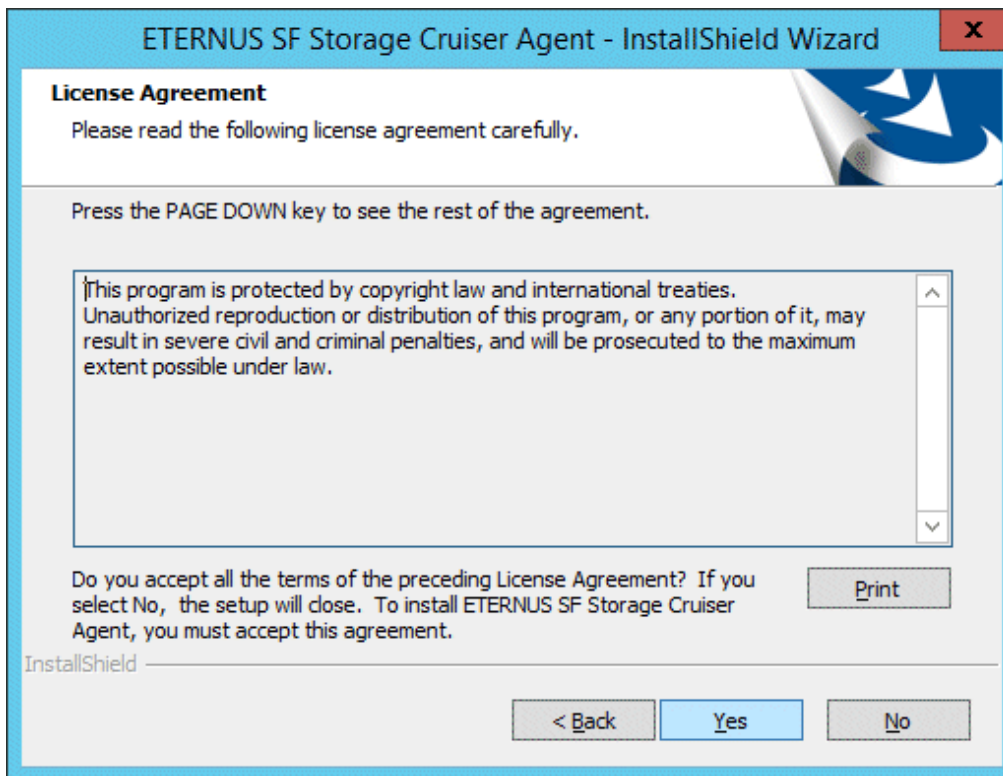 ETERNUS SF Storage Cruiser Agent - InstallShield Wizard
x
License Agreement
Please read the following license agreement carefully.
Press the PAGE DOWN key to see the rest of the agreement.
This program is protected by copyright law and international treaties.
Unauthorized reproduction or distribution of this program, or any portion of it, may
result in severe civil and criminal penalties, and will be prosecuted to the maximum
extent possible under law.
Do you accept all the terms of the preceding License Agreement?  If you
select No,  the setup will close.  To install ETERNUS SF Storage Cruiser
Agent, you must accept this agreement.
Print
InstallShield
< Back
Yes
No